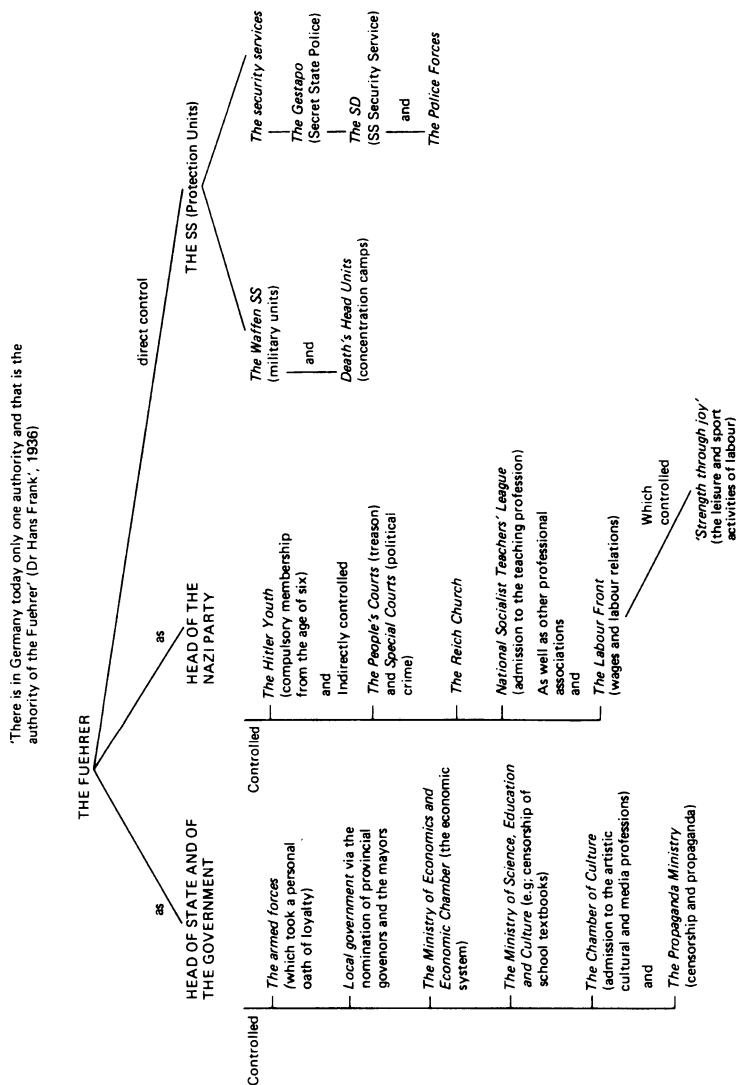 'There is in Germany today only one authority and that is the
authority of the Fuehrer' (Dr Hans Frank', 1936)
THE FUEHRER
as
as
direct control
HEAD OF STATE AND OF
THE GOVERNMENT
Controlled
The armed forces
(which took a personal
oath of loyalty)
Local government via the
nomination of provincial
govenors and the mayors
The Ministry of Economics and
Economic Chamber (the economic
system)
The Ministry of Science, Education
and Culture (e.g; censorship of
school textbooks)
The Chamber of Culture
(admission to the artistic
cultural and media professions)
and
The Propaganda Ministry
(censorship and propaganda)
HEAD OF THE
NAZI PARTY
Controlled
The Hitler Youth
(compulsory membership
from the age of six)
and
Indirectly controlled
The People's Courts (treason)
and Special Courts (political
crime)
The Reich Church
National Socialist Teachers' League
(admission to the teaching profession)
As well as other professional
associations
and
The Labour Front
(wages and labour relations)
Which
controlled
'Strength through joy'
(the leisure and sport
activities of labour)
THE SS (Protection Units)
The Waffen SS
(military units)
and
Death's Head Units
(concentration camps)
The security services
The Gestapo
(Secret State Police)
The SD
(SS Security Service)
and
The Police Forces